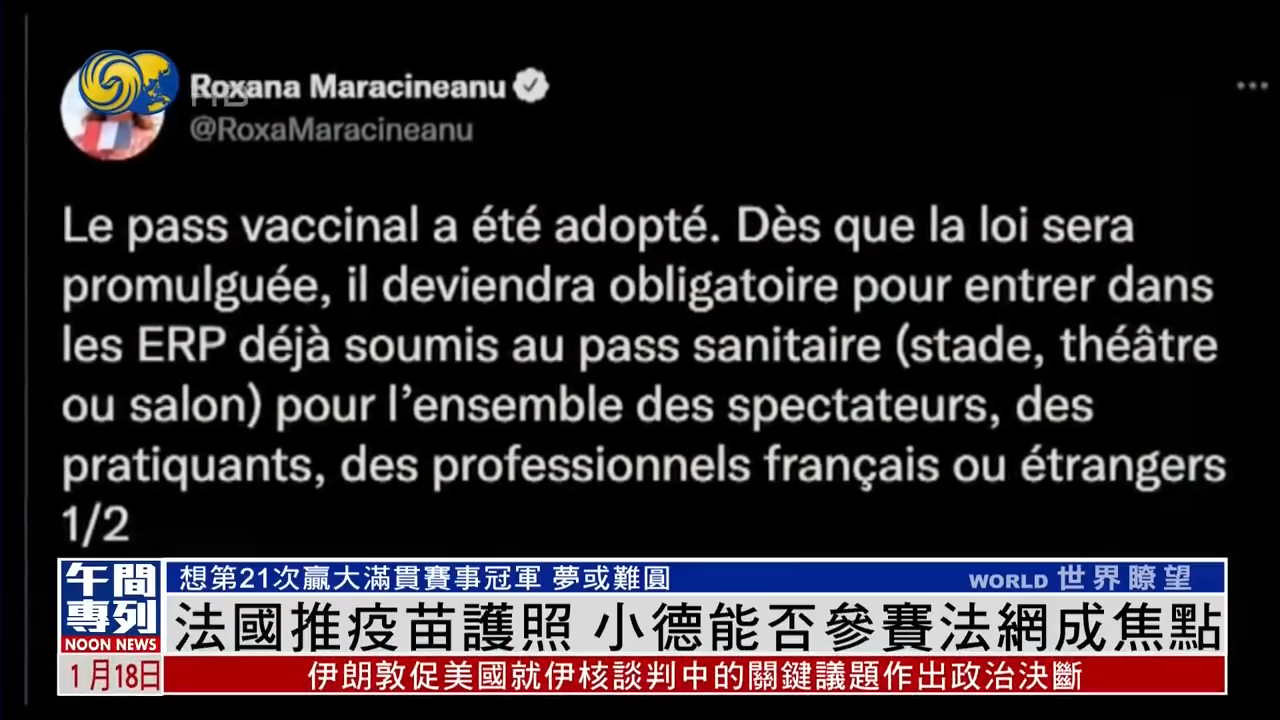 Roxana Maracineanu
@RoxaMaracineanu
Le pass vaccinal a été adopté. Dès que la loi sera
promulguée, il deviendra obligatoire pour entrer dans
les ERP déjà soumis au pass sanitaire (stade, théâtre
ou salon) pour l’ensemble des spectateurs, des
pratiquants, des professionnels français ou étrangers
1/2
午間
專列
NOON NEWS
1月18日
想第21次贏大滿貫賽事冠軍 夢或難圓
WORLD 世界瞭望
法國推疫苗護照 小德能否參賽法網成焦點
伊朗敦促美國就伊核談判中的關鍵議題作出政治決斷